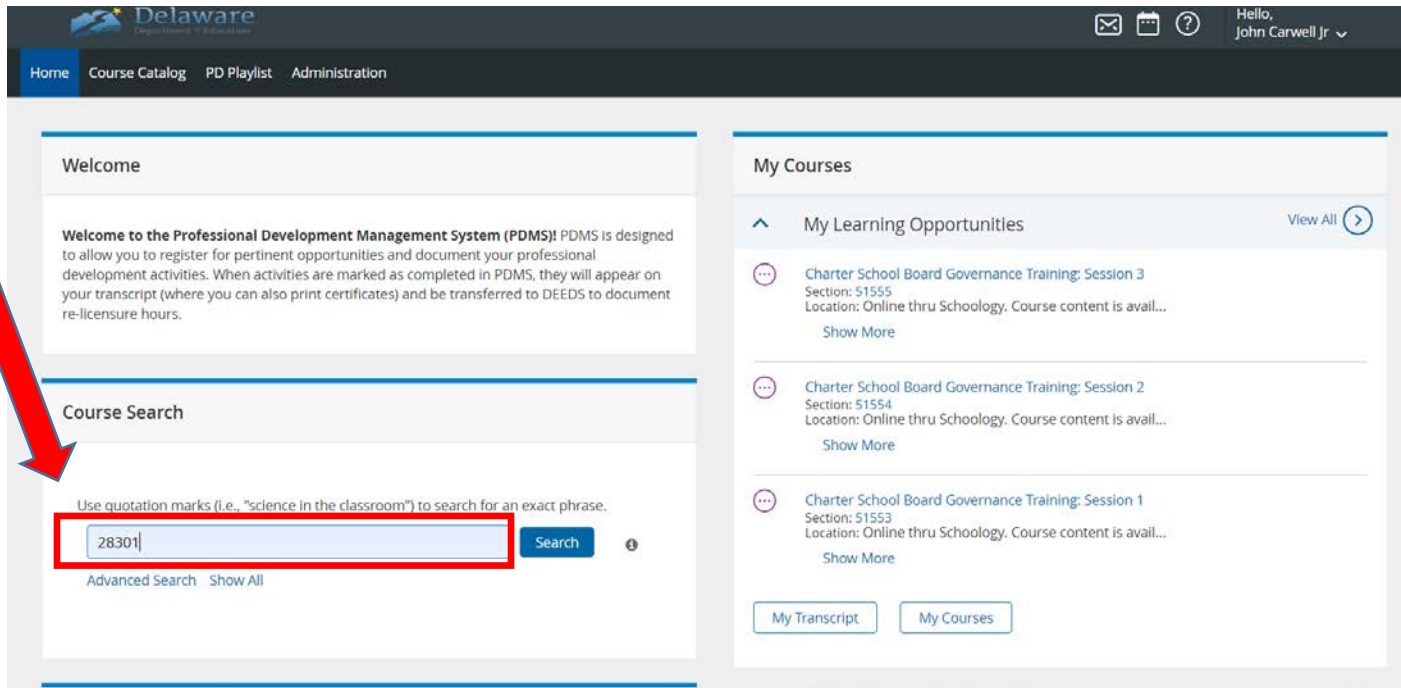 Delaware
Department of Education
Hello,
John Carwell Jr
Home Course Catalog PD Playlist Administration
Welcome
Welcome to the Professional Development Management System (PDMS)! PDMS is designed
to allow you to register for pertinent opportunities and document your professional
development activities. When activities are marked as completed in PDMS, they will appear on
your transcript (where you can also print certificates) and be transferred to DEEDS to document
re-licensure hours.
Course Search
Use quotation marks (i.e., "science in the classroom") to search for an exact phrase.
28301 Search
Advanced Search Show All
My Courses
My Learning Opportunities View All
Charter School Board Governance Training: Session 3
Section: 51555
Location: Online thru Schoology. Course content is avail...
Show More
Charter School Board Governance Training: Session 2
Section: 51554
Location: Online thru Schoology. Course content is avail...
Show More
Charter School Board Governance Training: Session 1
Section: 51553
Location: Online thru Schoology. Course content is avail...
Show More
My Transcript My Courses